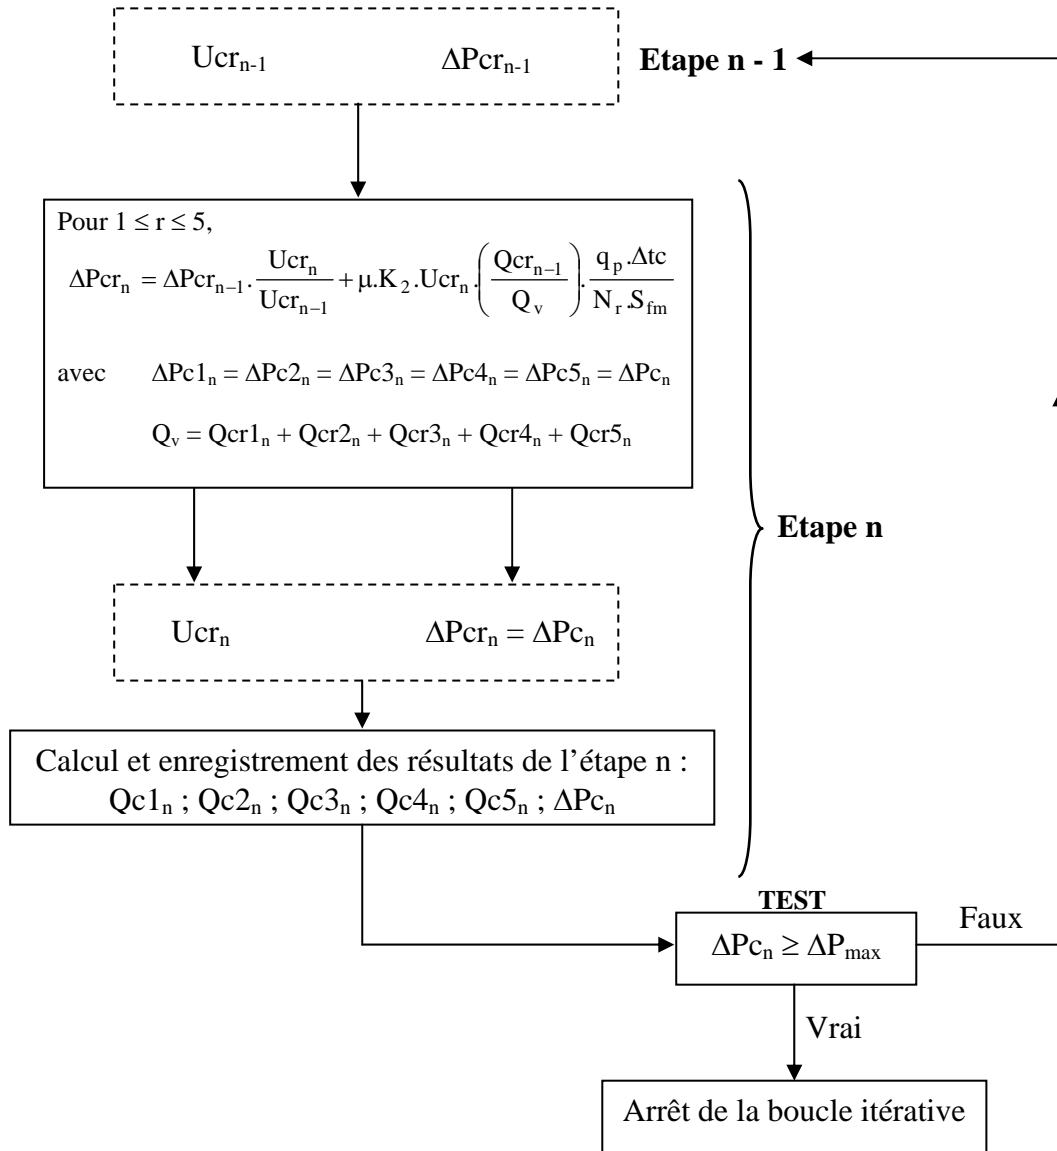 Ucrₙ₋₁ ΔPcrₙ₋₁ Etape n - 1
Pour 1 ≤ r ≤ 5,
ΔPcrₙ = ΔPcrₙ₋₁ . Ucrₙ / Ucrₙ₋₁ + μ.K₂.Ucrₙ.(Qcrₙ₋₁ / Qᵥ). qₚ.Δtc / Nᵣ.S_fm
avec ΔPc1ₙ = ΔPc2ₙ = ΔPc3ₙ = ΔPc4ₙ = ΔPc5ₙ = ΔPcₙ
Qᵥ = Qcr1ₙ + Qcr2ₙ + Qcr3ₙ + Qcr4ₙ + Qcr5ₙ
Etape n
Ucrₙ ΔPcrₙ = ΔPcₙ
Calcul et enregistrement des résultats de l’étape n :
Qc1ₙ ; Qc2ₙ ; Qc3ₙ ; Qc4ₙ ; Qc5ₙ ; ΔPcₙ
TEST
ΔPcₙ ≥ ΔPₘₐₓ
Faux
Vrai
Arrêt de la boucle itérative